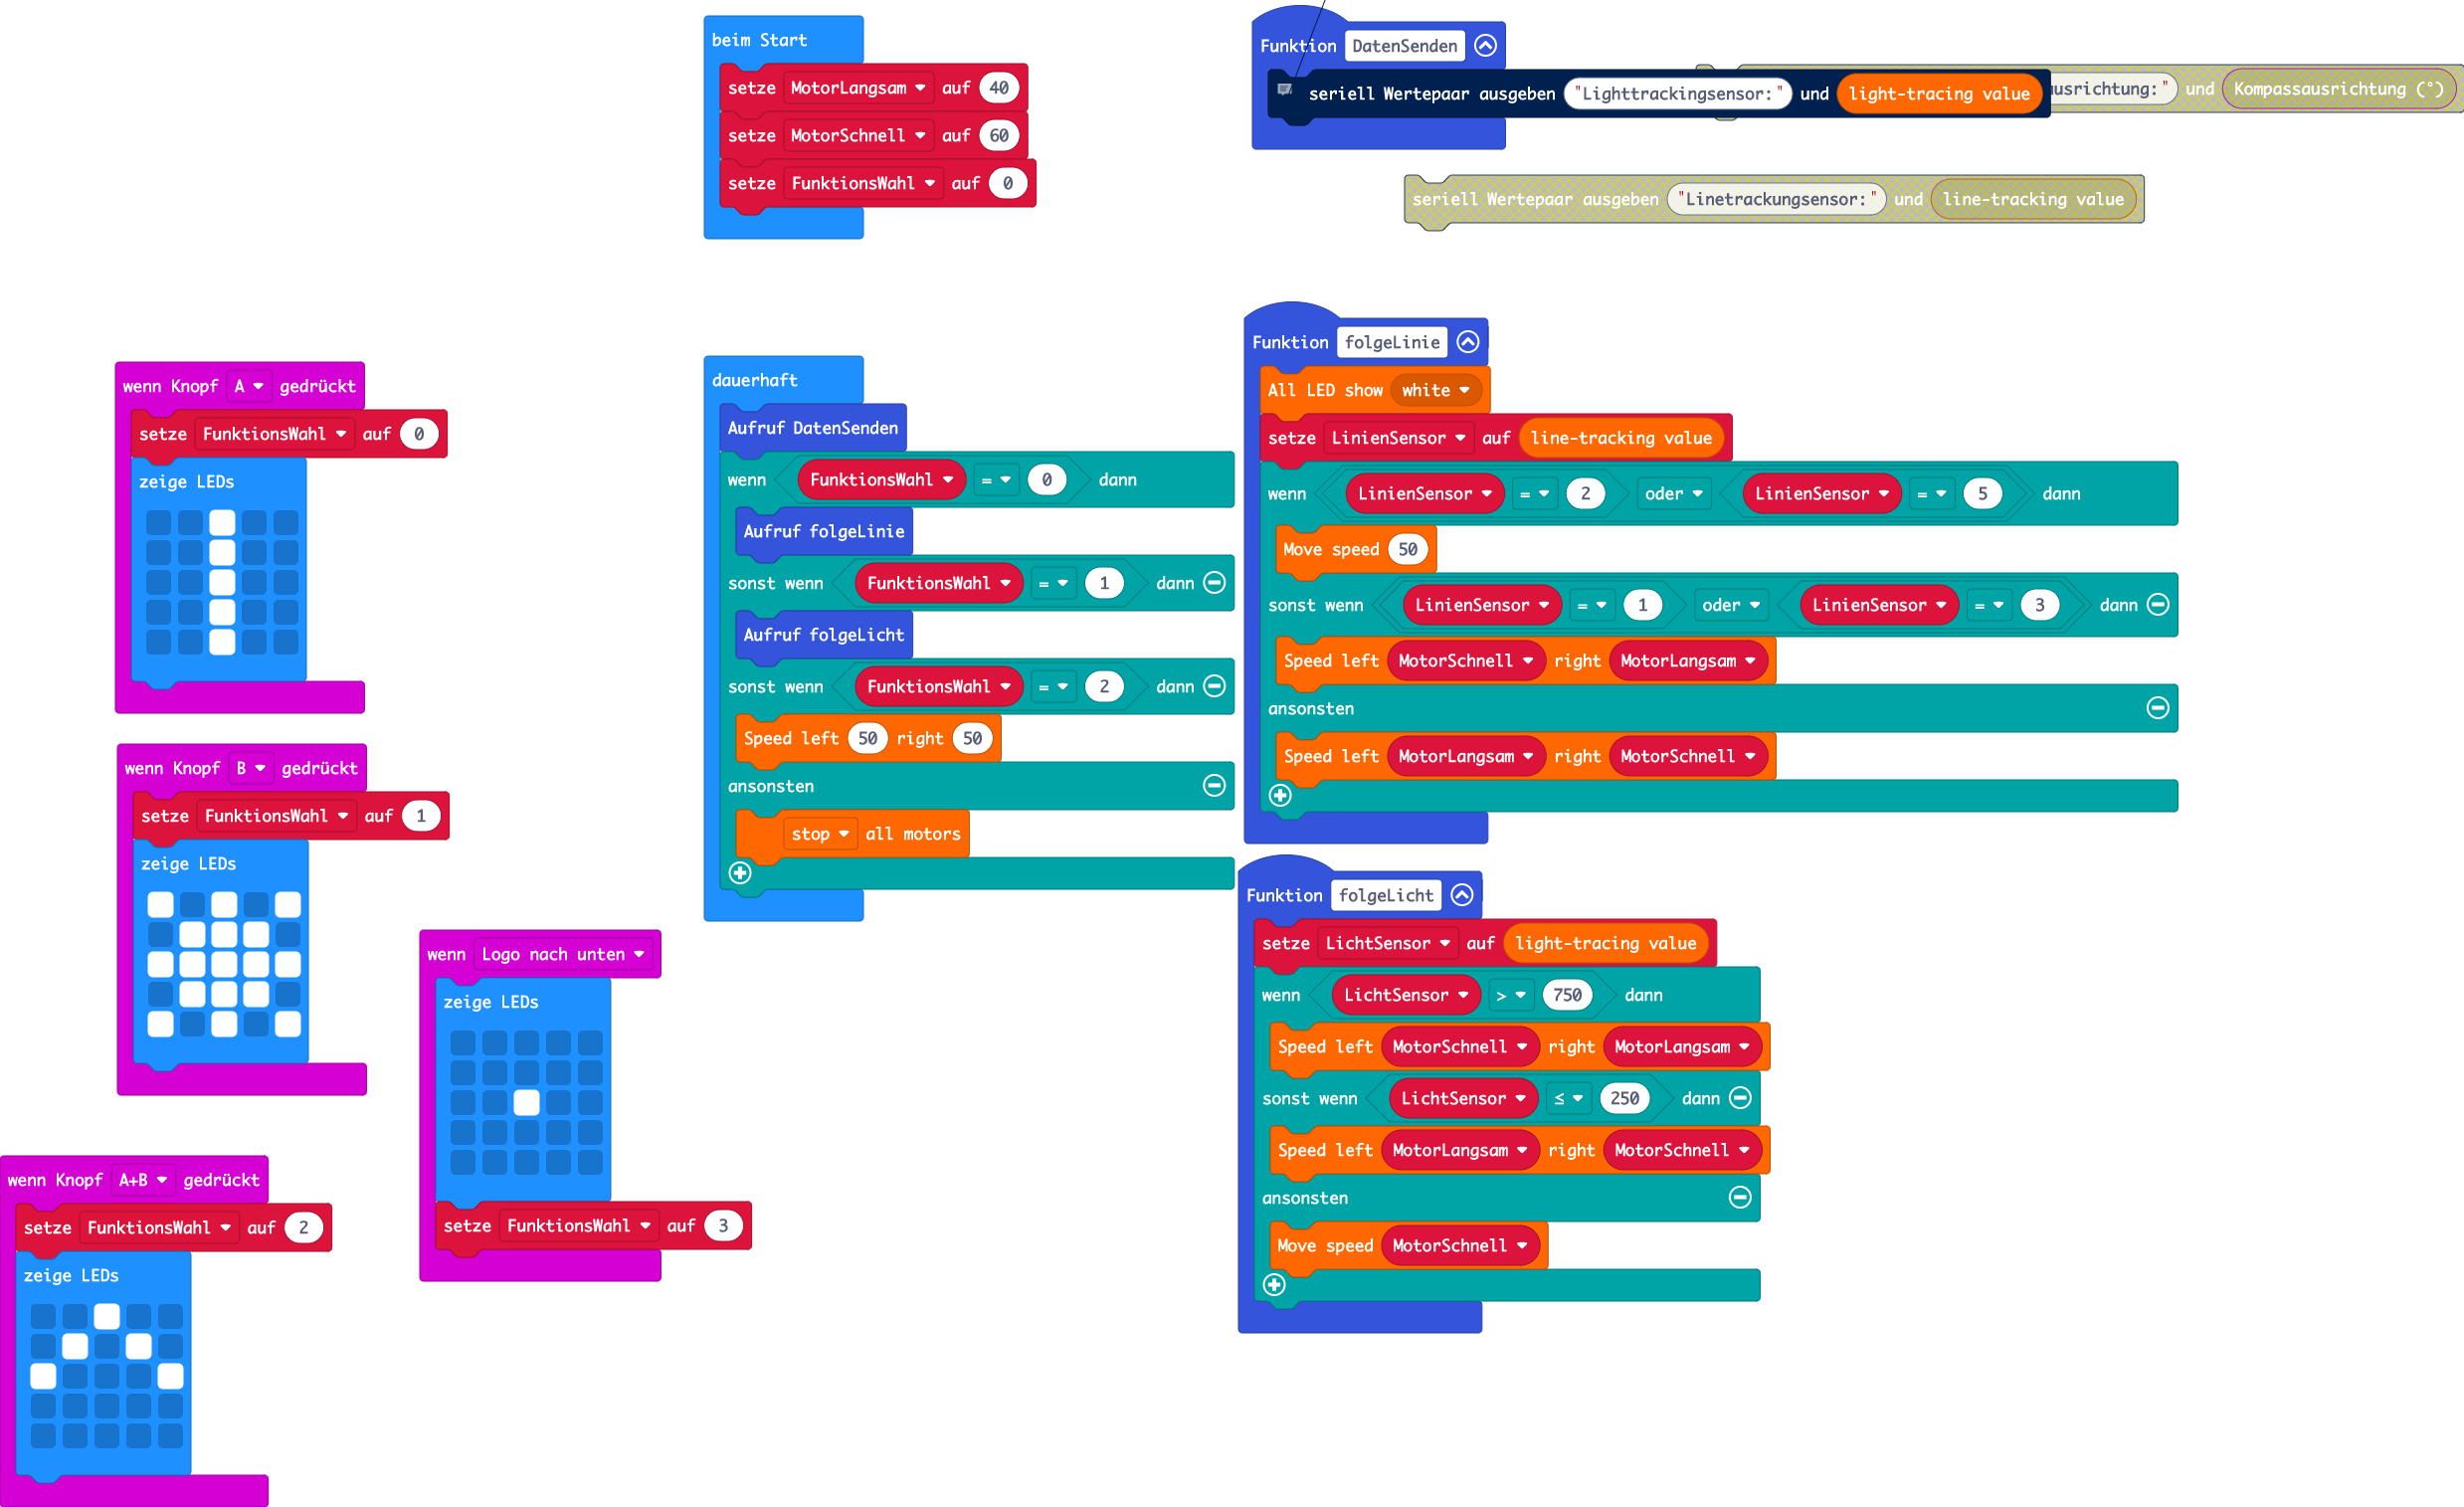 beim Start
setze MotorLangsam auf 40
setze MotorSchnell auf 60
setze FunktionsWahl auf 0
Funktion DatenSenden
seriell Wertepaar ausgeben "Lighttrackingsensor:" und light-tracing value
ausrichtung:" und Kompassausrichtung (°)
seriell Wertepaar ausgeben "Linetrackungsensor:" und line-tracking value
wenn Knopf A gedrückt
setze FunktionsWahl auf 0
zeige LEDs
wenn Knopf B gedrückt
setze FunktionsWahl auf 1
zeige LEDs
wenn Knopf A+B gedrückt
setze FunktionsWahl auf 2
zeige LEDs
wenn Logo nach unten
zeige LEDs
setze FunktionsWahl auf 3
dauerhaft
Aufruf DatenSenden
wenn FunktionsWahl = 0 dann
Aufruf folgeLinie
sonst wenn FunktionsWahl = 1 dann
Aufruf folgeLicht
sonst wenn FunktionsWahl = 2 dann
Speed left 50 right 50
ansonsten
stop all motors
Funktion folgeLinie
All LED show white
setze LinienSensor auf line-tracking value
wenn LinienSensor = 2 oder LinienSensor = 5 dann
Move speed 50
sonst wenn LinienSensor = 1 oder LinienSensor = 3 dann
Speed left MotorSchnell right MotorLangsam
ansonsten
Speed left MotorLangsam right MotorSchnell
Funktion folgeLicht
setze LichtSensor auf light-tracing value
wenn LichtSensor > 750 dann
Speed left MotorSchnell right MotorLangsam
sonst wenn LichtSensor ≤ 250 dann
Speed left MotorLangsam right MotorSchnell
ansonsten
Move speed MotorSchnell